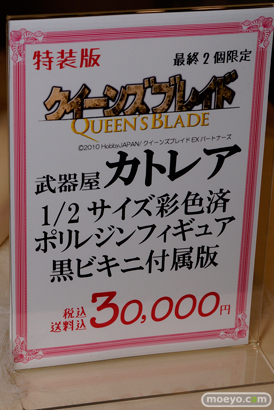 特装版
最終2個限定
クイーンズブレイド
QUEEN'S BLADE
©2010 HobbyJAPAN/クイーンズブレイドEXパートナーズ
武器屋 カトレア
1/2サイズ彩色済
ポリレジンフィギュア
黒ビキニ付属版
税込
送料込
30,000円
moeyo.com